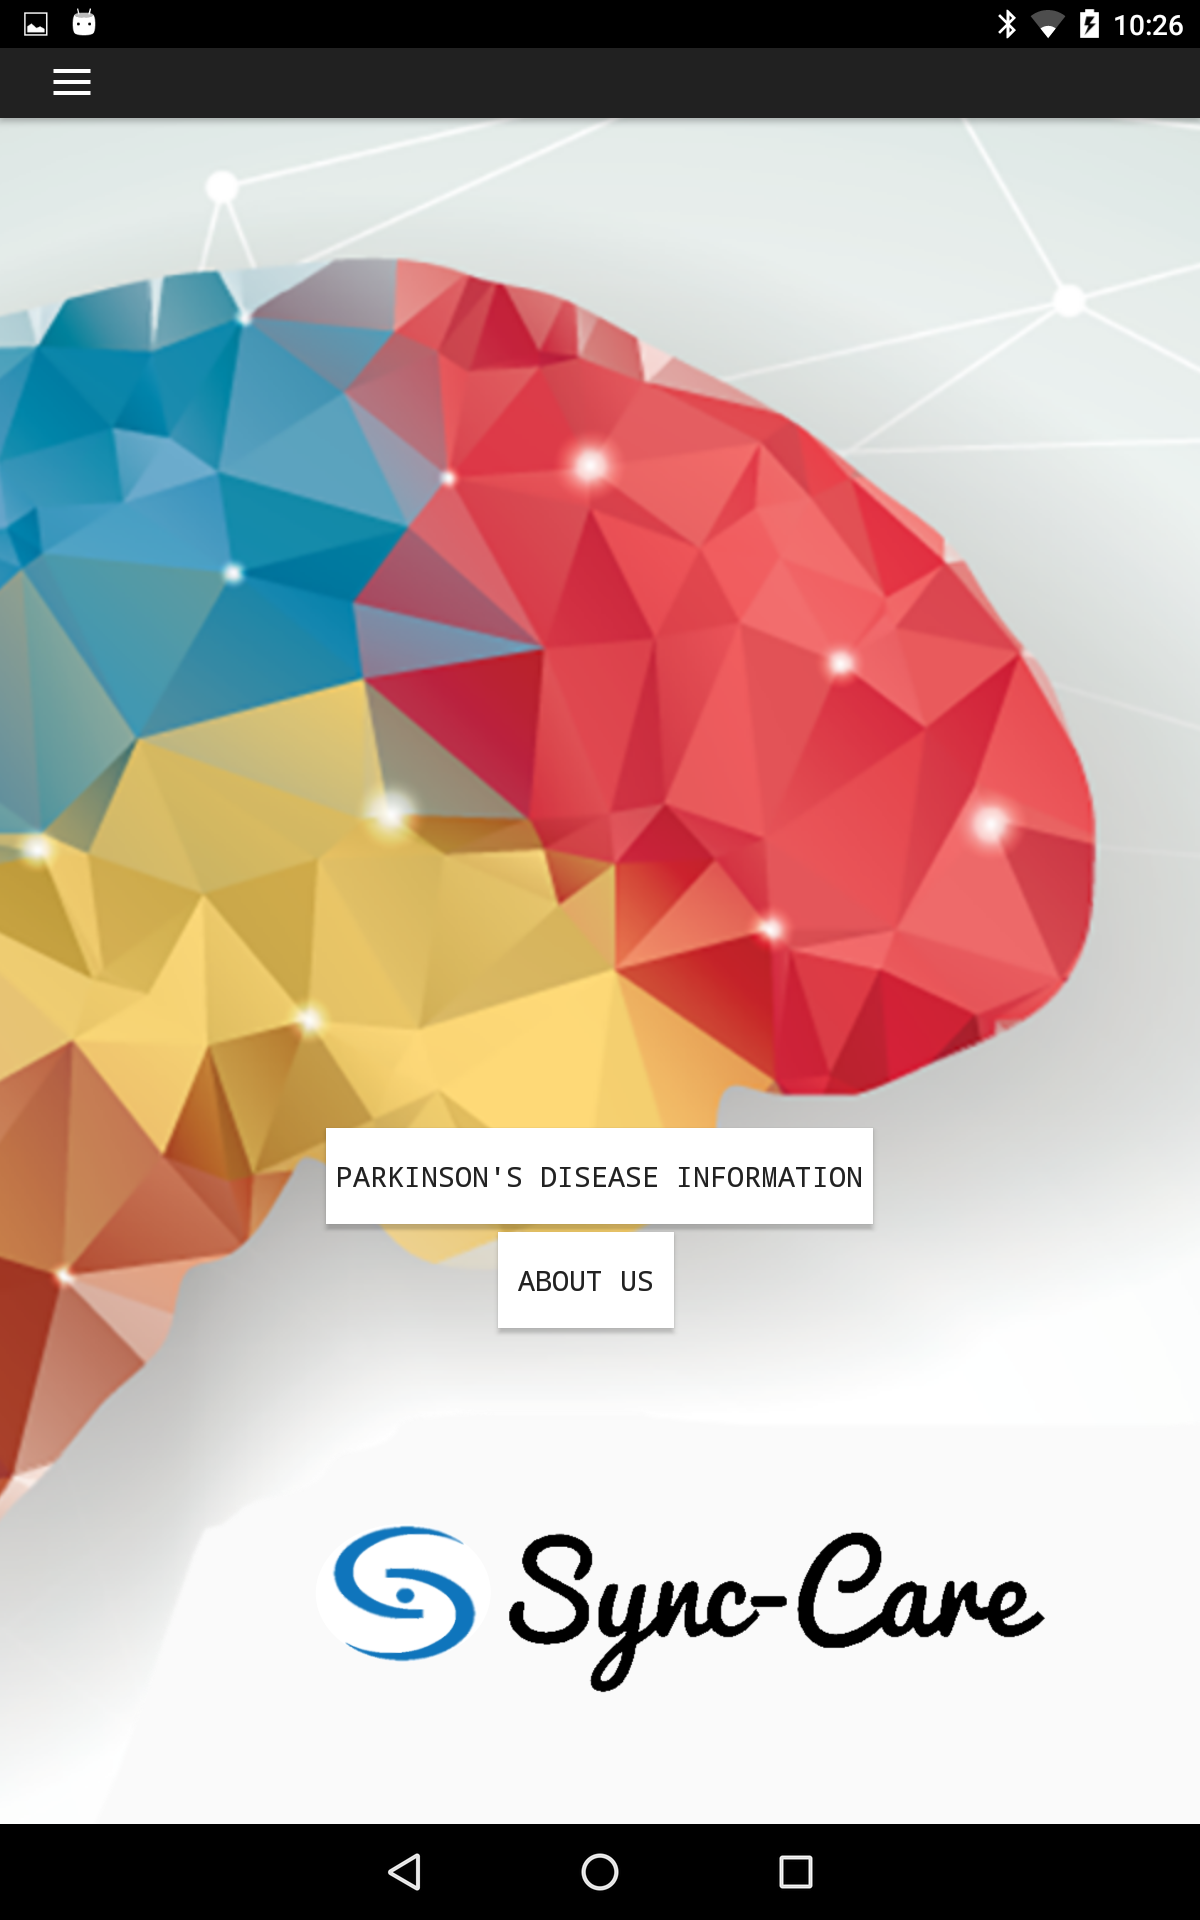 10:26
PARKINSON'S DISEASE INFORMATION
ABOUT US
Sync-Care